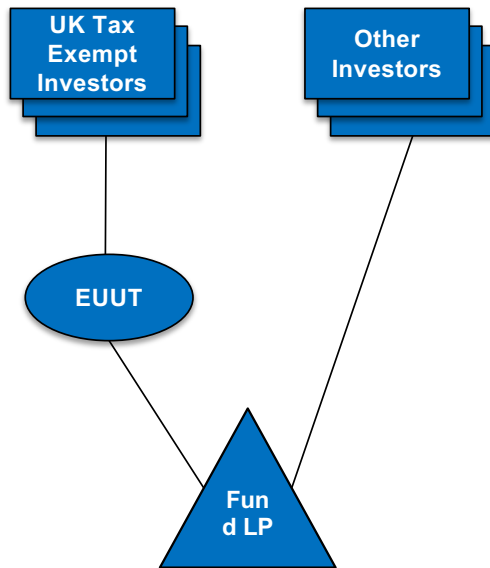 UK Tax
Exempt
Investors
Other
Investors
EUUT
Fun
d LP